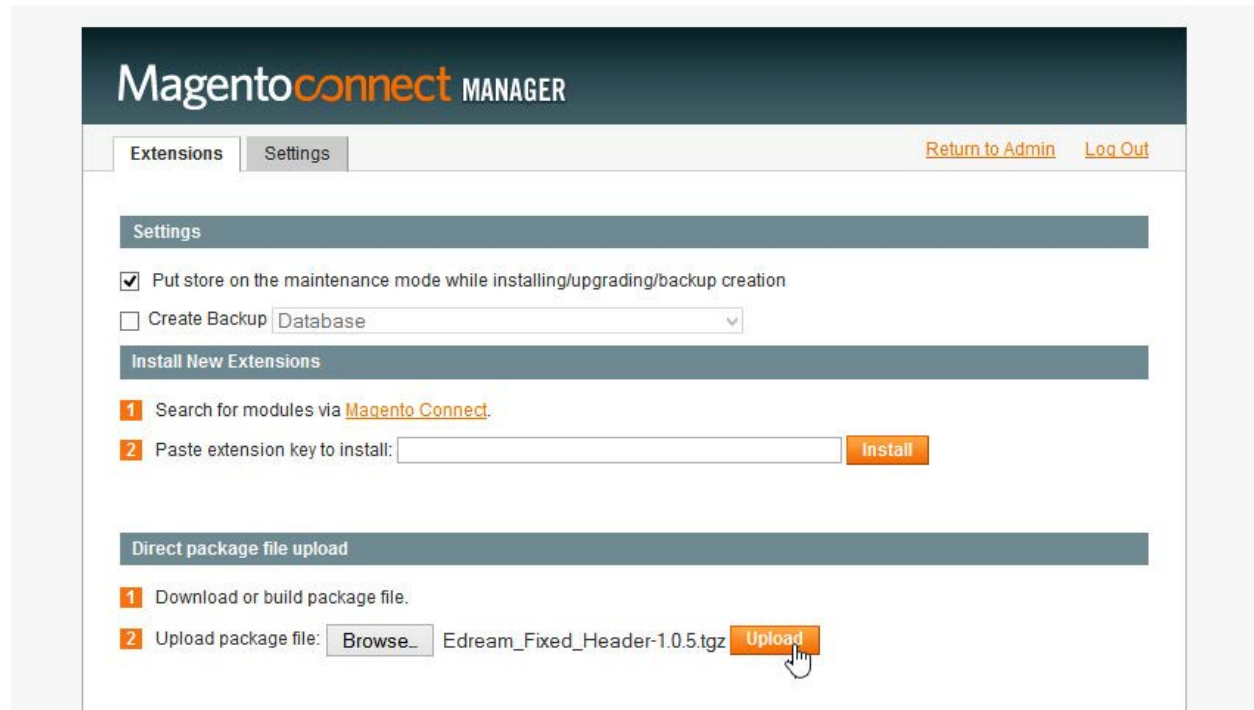 Magentoconnect MANAGER
Extensions Settings Return to Admin Log Out
Settings
Put store on the maintenance mode while installing/upgrading/backup creation
Create Backup Database
Install New Extensions
1 Search for modules via Magento Connect.
2 Paste extension key to install: Install
Direct package file upload
1 Download or build package file.
2 Upload package file: Browse_ Edream_Fixed_Header-1.0.5.tgz Upload